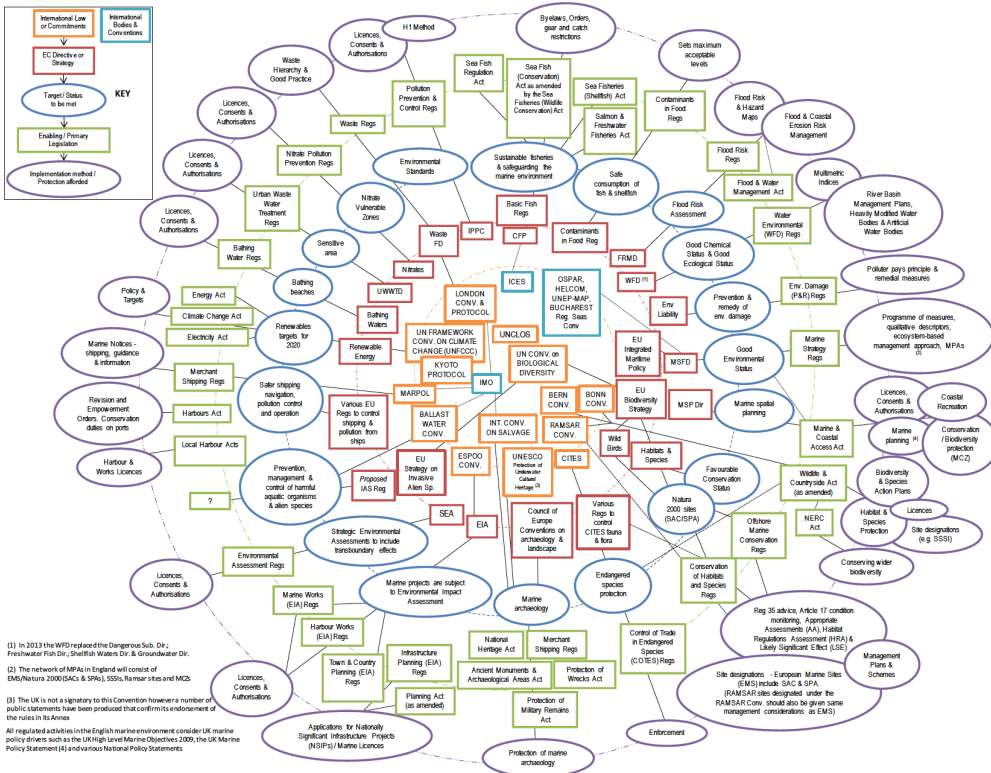 International Law
or Commitments
International
Bodies &
Conventions
EC Directive or
Strategy
Target / Status
to be met
KEY
Enabling / Primary
Legislation
Implementation method /
Protection afforded
Licences,
Consents &
Authorisations
H1 Method
Byelaws, Orders,
gear and catch
restrictions
Sets maximum
acceptable
levels
Waste
Hierarchy &
Good Practice
Pollution
Prevention &
Control Regs
Sea Fish
Regulation
Act
Sea Fish
(Conservation)
Act as amended by
the Sea
Fisheries (Wildlife
Conservation) Act
Sea Fisheries
(Shellfish) Act
Salmon &
Freshwater
Fisheries Act
Contaminants
in Food Regs
Flood Risk
& Hazard
Maps
Flood & Coastal
Erosion Risk
Management
Licences,
Consents &
Authorisations
Waste Regs
Nitrate Pollution
Prevention Regs
Environmental
Standards
Sustainable fisheries
& safeguarding the
marine environment
Safe
consumption of
fish & shellfish
Flood Risk
Regs
Flood & Water
Management Act
Multimetric
Indices
Licences,
Consents &
Authorisations
Urban Waste
Water
Treatment Regs
Nitrate
Vulnerable
Zones
Waste
FD
IPPC
Basic Fish
Regs
CFP
Contaminants
in Food Reg
Flood Risk
Assessment
Water
Environmental
(WFD) Regs
River Basin
Management Plans,
Heavily Modified Water
Bodies & Artificial
Water Bodies
Licences,
Consents &
Authorisations
Bathing
Water Regs
Sensitive
area
Nitrates
UWWTD
FRMD
WFD (1)
Good Chemical
Status & Good
Ecological Status
Polluter pays principle &
remedial measures
Policy &
Targets
Energy Act
Climate Change Act
Electricity Act
Bathing
beaches
Renewables
targets for
2020
Bathing
Waters
Renewable
Energy
LONDON
CONV. &
PROTOCOL
ICES
OSPAR,
HELCOM,
UNEP-MAP,
BUCHAREST
Reg. Seas
Conv
Env
Liability
Prevention &
remedy of
env. damage
Env. Damage
(P&R) Regs
Programme of measures,
qualitative descriptors,
ecosystem-based
management approach, MPAs
(3)
Marine Notices -
shipping, guidance
& information
Merchant
Shipping Regs
Safer shipping
navigation,
pollution control
and operation
UN FRAMEWORK
CONV. ON CLIMATE
CHANGE (UNFCCC)
KYOTO
PROTOCOL
MARPOL
UNCLOS
IMO
UN CONV. on
BIOLOGICAL
DIVERSITY
EU
Integrated
Maritime
Policy
MSFD
Good
Environmental
Status
Marine
Strategy
Regs
Revision and
Empowerment
Orders. Conservation
duties on
ports
Harbours Act
Local Harbour Acts
Harbour &
Works Licences
Various EU
Regs to control
shipping &
pollution from
ships
BALLAST
WATER
CONV.
INT. CONV.
ON SALVAGE
BERN
CONV.
BONN
CONV.
RAMSAR
CONV.
EU
Biodiversity
Strategy
MSP Dir
Marine spatial
planning
Marine &
Coastal
Access Act
Licences,
Consents &
Authorisations
Marine
planning (4)
Coastal
Recreation
Conservation
/ Biodiversity
protection
(MCZ)
?
Prevention,
management &
control of harmful
aquatic organisms
& alien species
Proposed
IAS Reg
EU
Strategy on
Invasive
Alien Sp.
ESPOO
CONV.
UNESCO
Protection of
Underwater
Cultural
Heritage (3)
CITES
Wild
Birds
Habitats &
Species
Favourable
Conservation
Status
Natura
2000 sites
(SAC/SPA)
Wildlife &
Countryside Act
(as amended)
Biodiversity
& Species
Action Plans
Habitat &
Species
Protection
Licences
Site designations
(e.g. SSSI)
NERC
Act
Conserving wider
biodiversity
Strategic Environmental
Assessments to include
transboundary effects
SEA
EIA
Council of
Europe
Conventions on
archaeology &
landscape
Various
Regs to
control
CITES fauna
& flora
Offshore
Marine
Conservation
Regs
Environmental
Assessment Regs
Licences,
Consents &
Authorisations
Marine Works
(EIA) Regs
Marine projects are subject
to Environmental Impact
Assessment
Marine
archaeology
Endangered
species
protection
Conservation
of Habitats
and Species
Regs
Reg 35 advice, Article 17 condition
monitoring, Appropriate
Assessments (AA), Habitat
Regulations Assessment (HRA) &
Likely Significant Effect (LSE)
Harbour Works
(EIA) Regs
Town & Country
Planning (EIA)
Regs
Infrastructure
Planning (EIA)
Regs
Planning Act
(as amended)
National
Heritage Act
Merchant
Shipping Regs
Ancient Monuments &
Archaeological Areas Act
Protection of
Wrecks Act
Protection of
Military Remains
Act
Control of Trade
in Endangered
Species
(COTES) Regs
Management
Plans &
Schemes
Site designations - European Marine Sites
(EMS) include SAC & SPA.
(RAMSAR sites designated under the
RAMSAR Conv. should also be given same
management considerations as EMS)
Licences,
Consents &
Authorisations
Applications for Nationally
Significant Infrastructure Projects
(NSIPs) / Marine Licences
Protection of marine
archaeology
Enforcement
(1) In 2013 the WFD replaced the Dangerous Sub. Dir.;
Freshwater Fish Dir.; Shellfish Waters Dir. & Groundwater Dir.
(2) The network of MPAs in England will consist of
EMS/Natura 2000 (SACs & SPAs), SSSIs, Ramsar sites and MCZs
(3) The UK is not a signatory to this Convention however a number of
public statements have been produced that confirm its endorsement of
the rules in its Annex
All regulated activities in the English marine environment consider UK marine
policy drivers such as the UK High Level Marine Objectives 2009, the UK Marine
Policy Statement (4) and various National Policy Statements